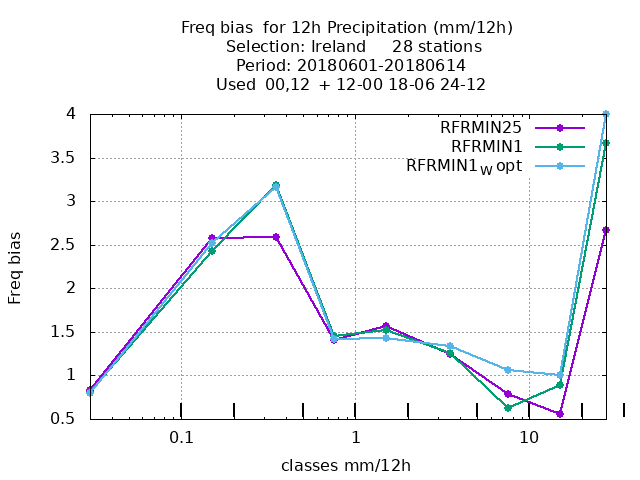 Freq bias  for 12h Precipitation (mm/12h)
Selection: Ireland     28 stations
Period: 20180601-20180614
Used  00,12  + 12-00 18-06 24-12
RFRMIN25
RFRMIN1
RFRMIN1W opt
4
3.5
3
2.5
2
1.5
1
0.5
Freq bias
0.1
1
10
classes mm/12h